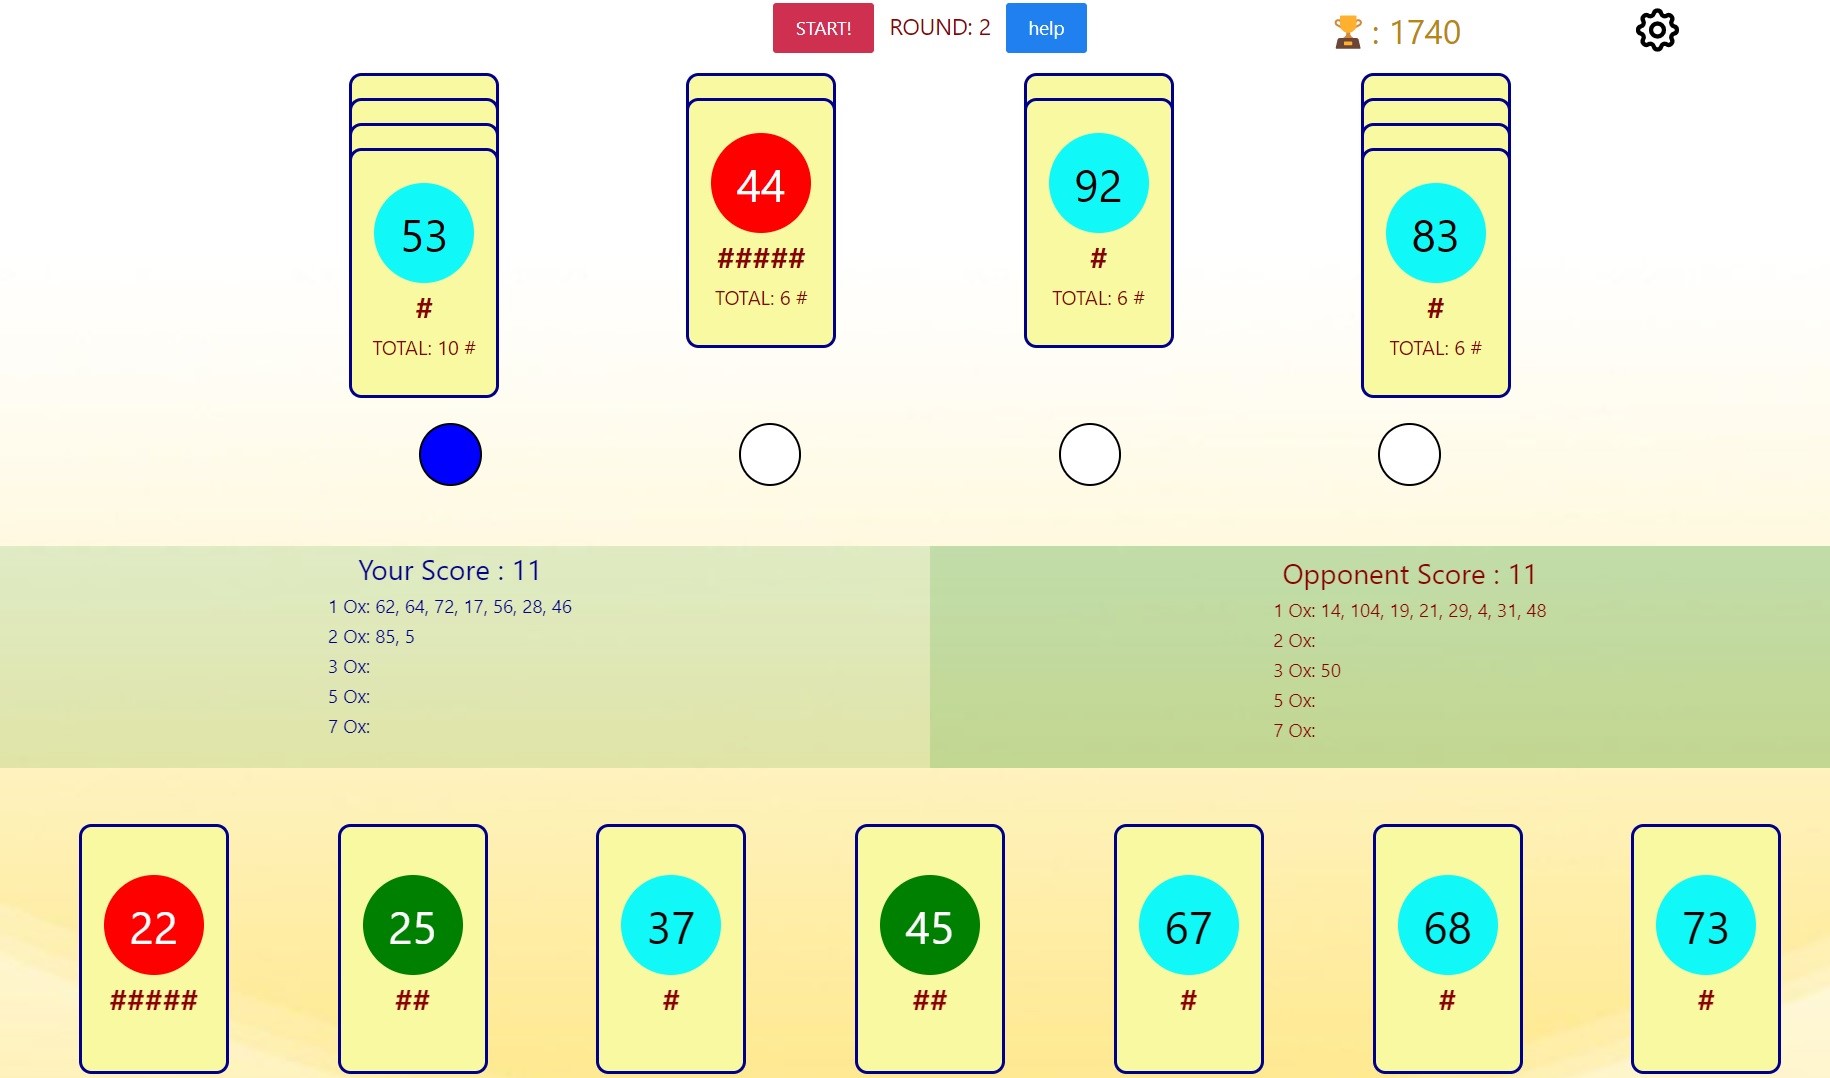 START! ROUND: 2 help : 1740
53
#
TOTAL: 10 #
44
#####
TOTAL: 6 #
92
#
TOTAL: 6 #
83
#
TOTAL: 6 #
Your Score : 11
1 Ox: 62, 64, 72, 17, 56, 28, 46
2 Ox: 85, 5
3 Ox:
5 Ox:
7 Ox:
Opponent Score : 11
1 Ox: 14, 104, 19, 21, 29, 4, 31, 48
2 Ox:
3 Ox: 50
5 Ox:
7 Ox:
22
#####
25
##
37
#
45
##
67
#
68
#
73
#